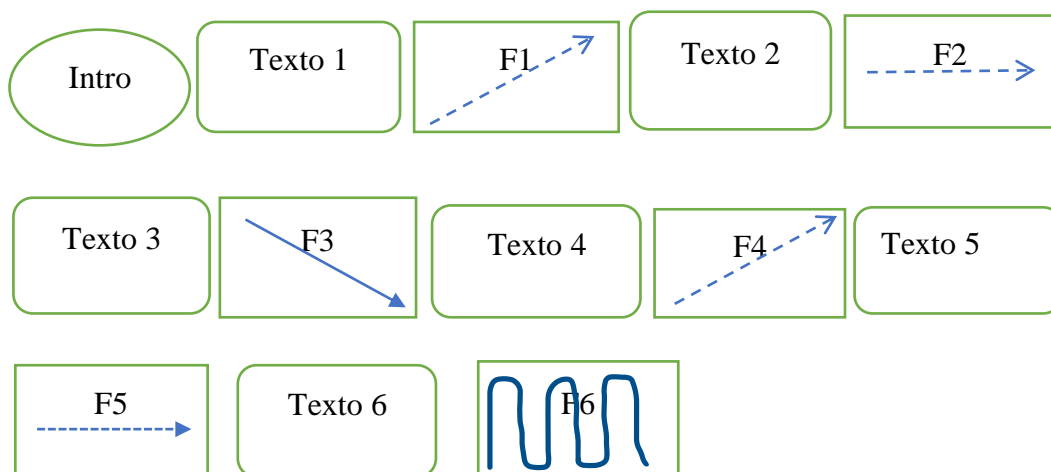 Intro
Texto 1
F1
Texto 2
F2
Texto 3
F3
Texto 4
F4
Texto 5
F5
Texto 6
F6